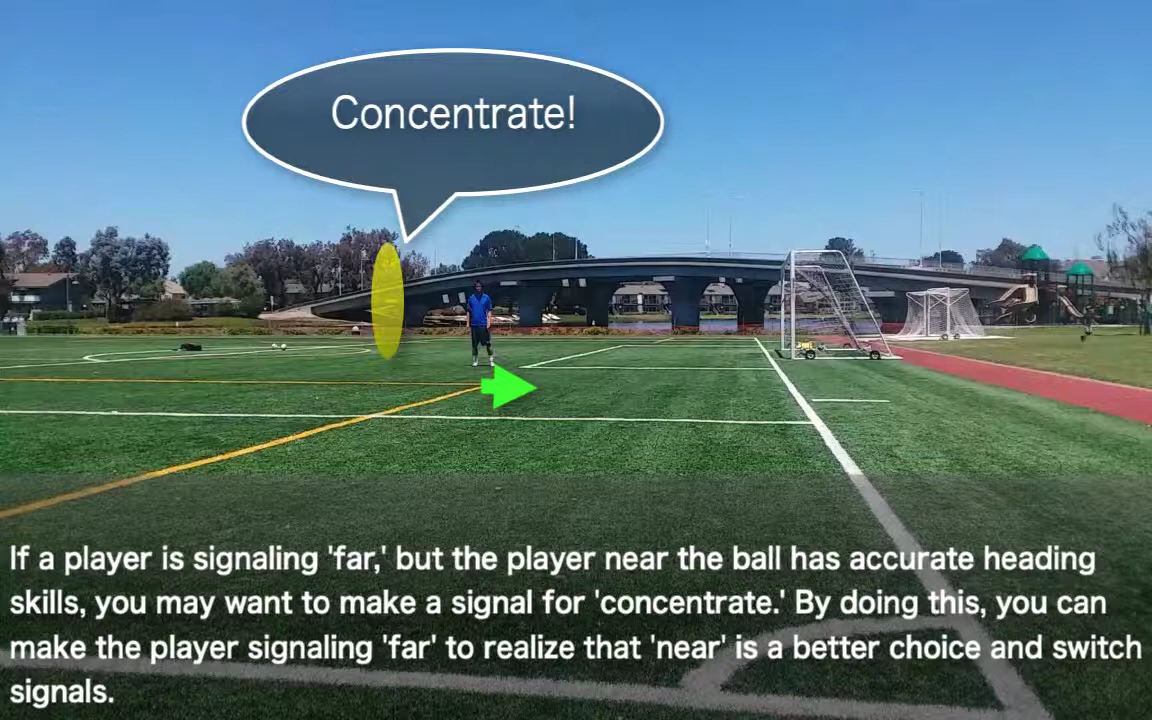 Concentrate!
If a player is signaling 'far,' but the player near the ball has accurate heading
skills, you may want to make a signal for 'concentrate.' By doing this, you can
make the player signaling 'far' to realize that 'near' is a better choice and switch
signals.